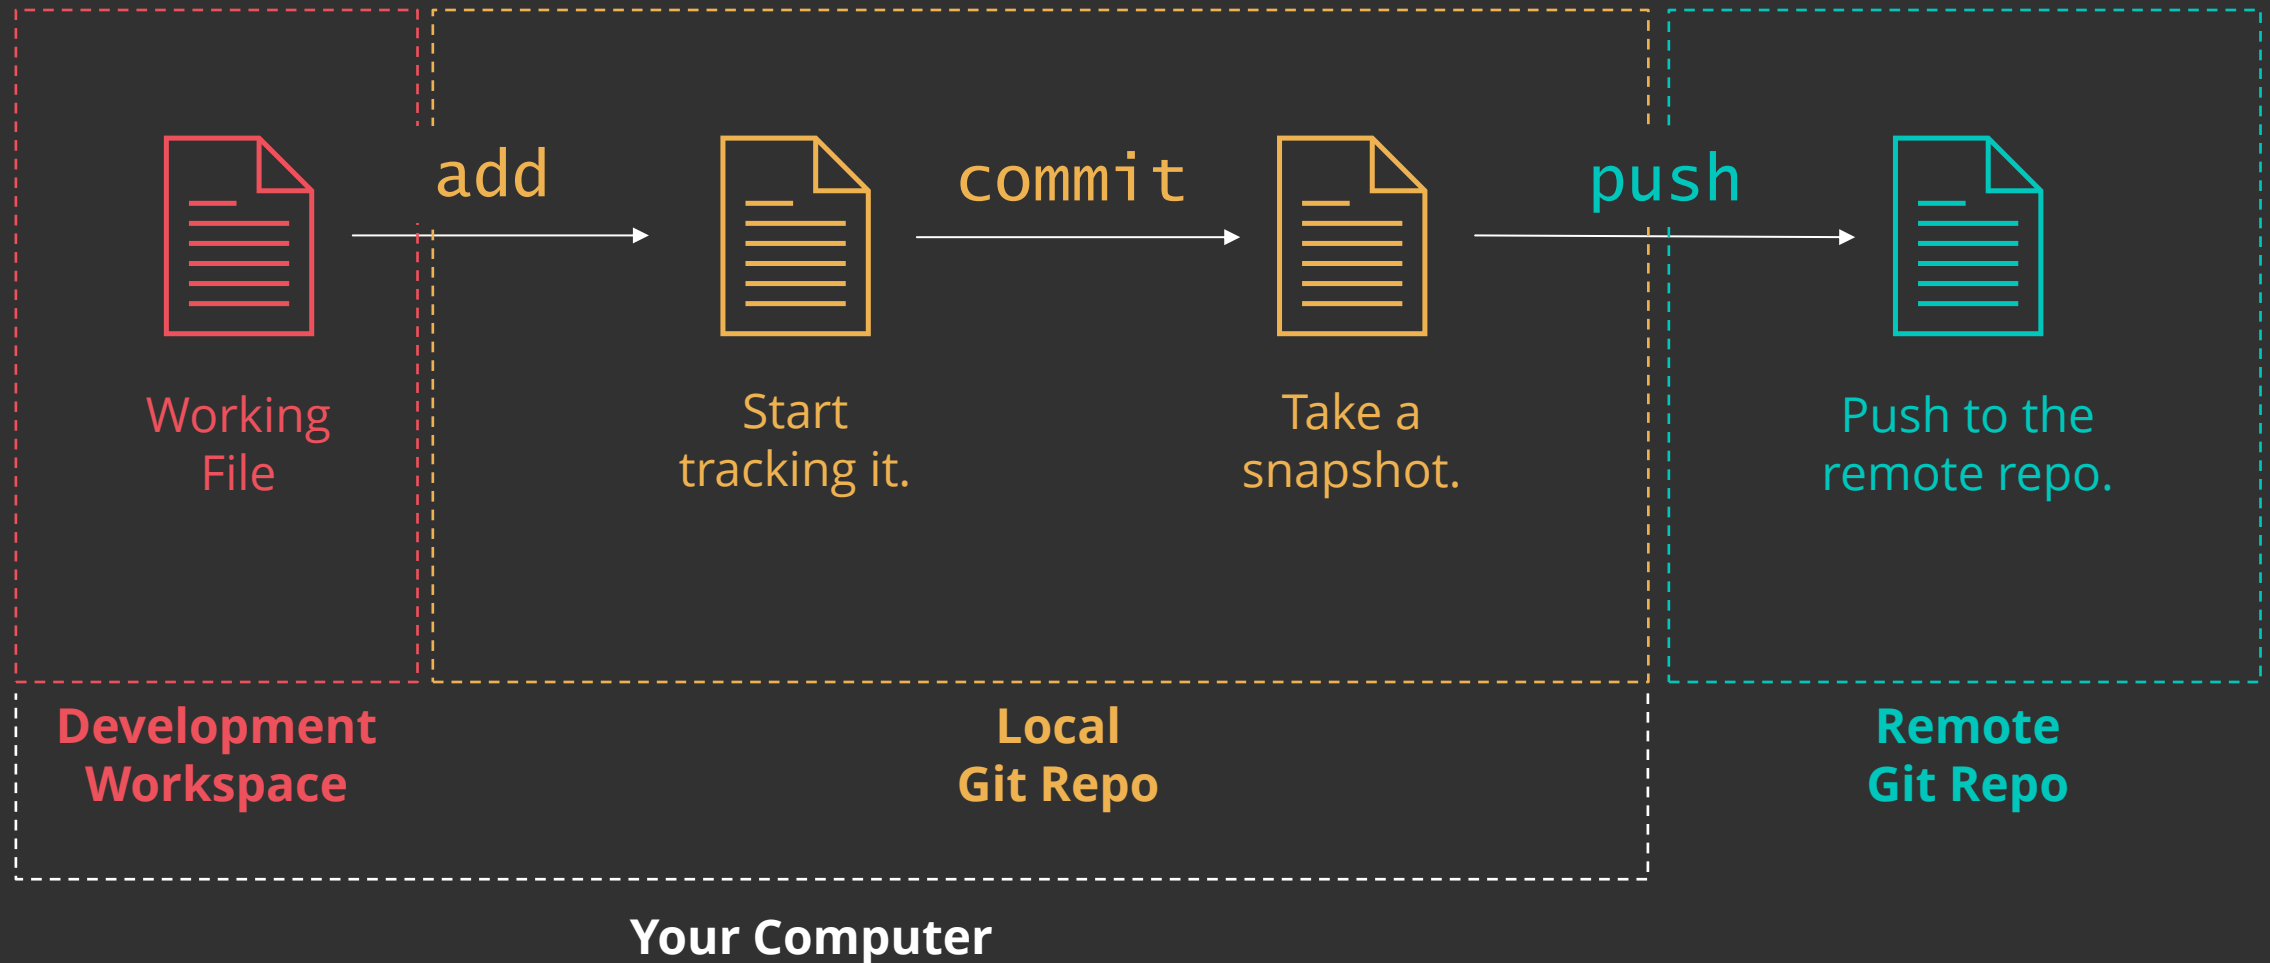 add
commit
push
Working
File
Start
tracking it.
Take a
snapshot.
Push to the
remote repo.
Development
Workspace
Local
Git Repo
Remote
Git Repo
Your Computer